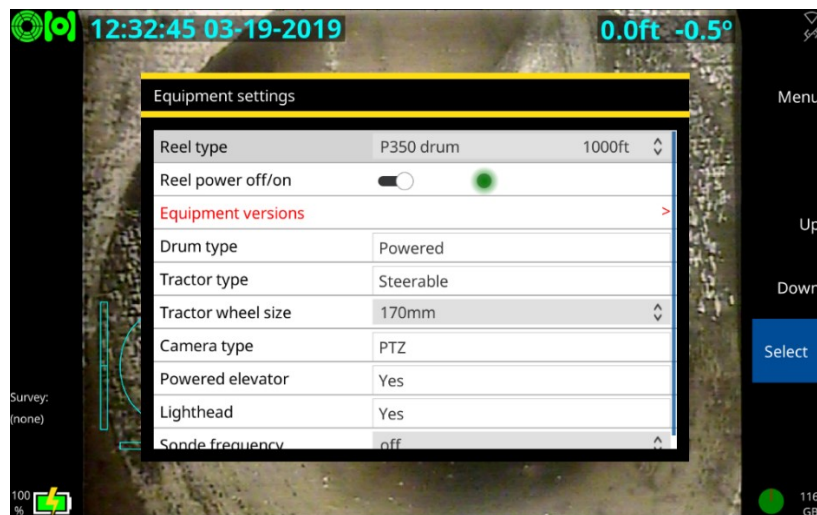 12:32:45 03-19-2019 0.0ft -0.5°
Equipment settings
Menu
Reel type P350 drum 1000ft
Reel power off/on
Equipment versions >
Up
Drum type Powered
Tractor type Steerable
Down
Tractor wheel size 170mm
Camera type PTZ
Select
Powered elevator Yes
Survey:
(none)
Lighthead Yes
Sonde frequency off
100
%
116
GB